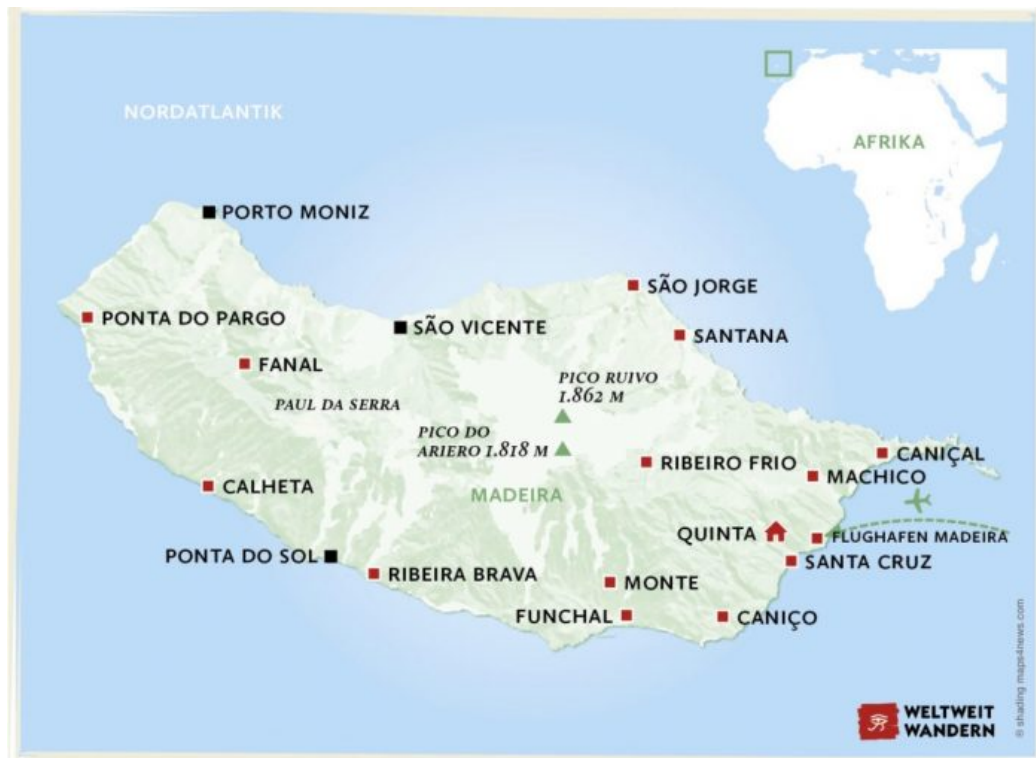 NORDATLANTIK
AFRIKA
PORTO MONIZ
SÃO JORGE
PONTA DO PARGO
SÃO VICENTE
SANTANA
FANAL
PICO RUIVO
1.862 M
PAUL DA SERRA
PICO DO
ARIERO 1.818 M
RIBEIRO FRIO
CANIÇAL
MACHICO
CALHETA
MADEIRA
QUINTA
FLUGHAFEN MADEIRA
PONTA DO SOL
SANTA CRUZ
RIBEIRA BRAVA
MONTE
FUNCHAL
CANIÇO
WELTWEIT
WANDERN
© shading maps4news.com